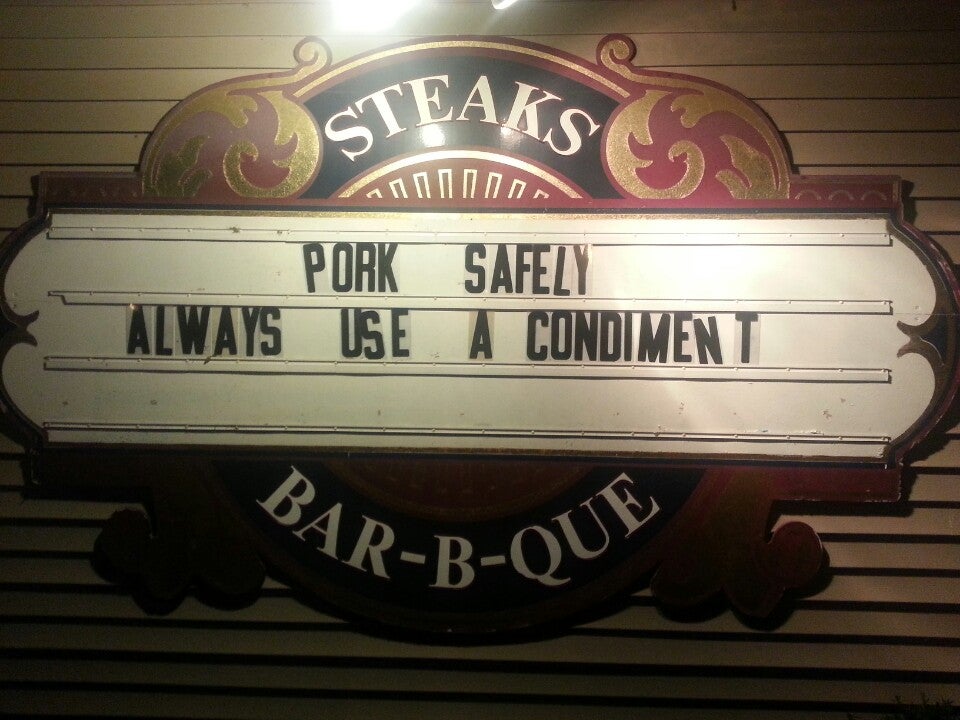 STEAKS
PORK SAFELY
ALWAYS USE A CONDIMENT
BAR-B-QUE